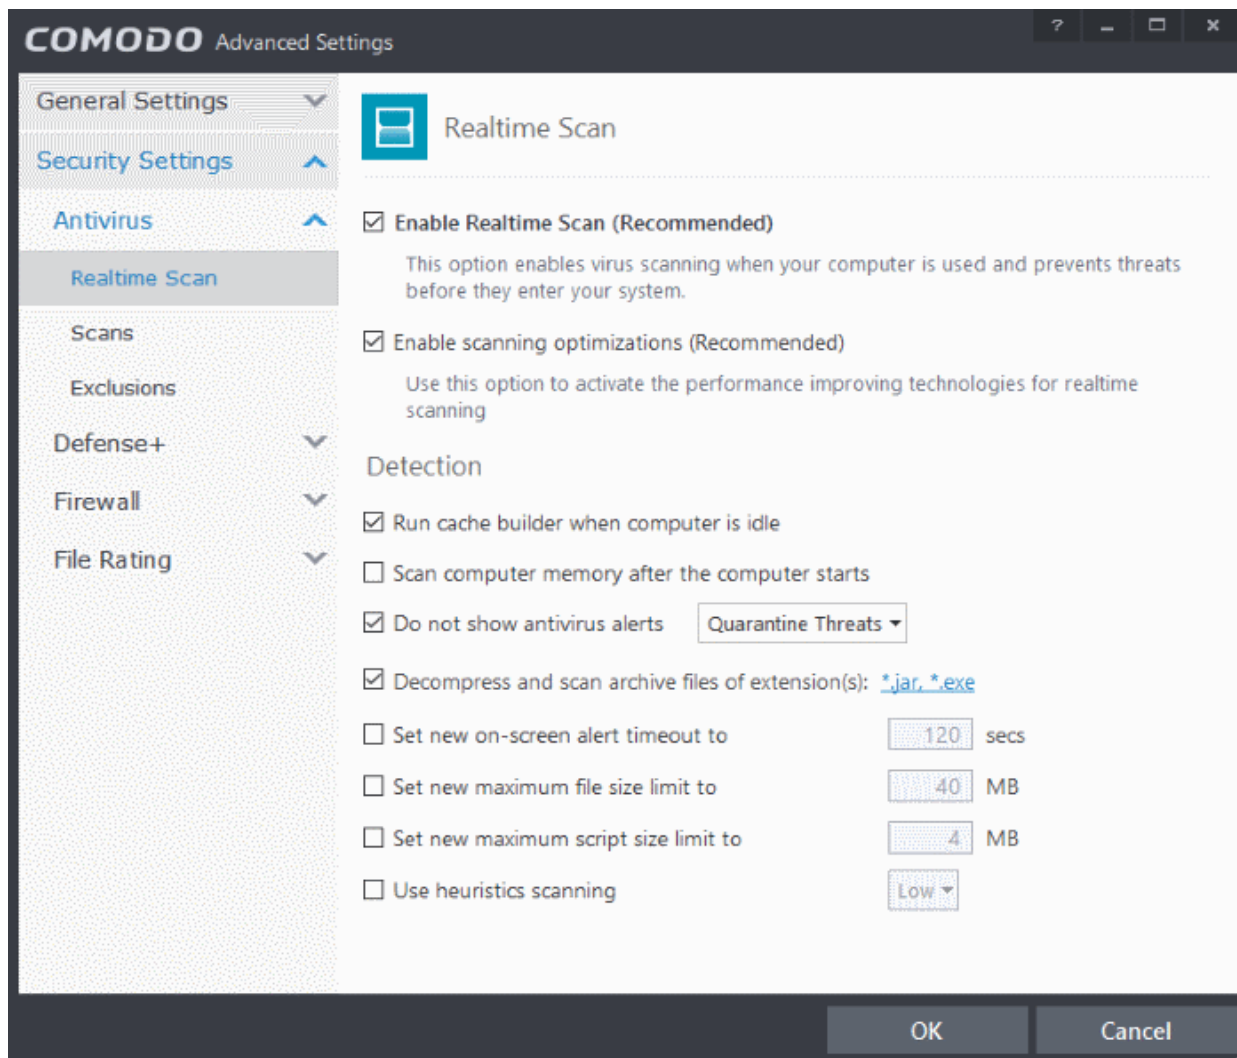 COMODO Advanced Settings
?
General Settings
Security Settings
Antivirus
Realtime Scan
Scans
Exclusions
Defense+
Firewall
File Rating
Realtime Scan
Enable Realtime Scan (Recommended)
This option enables virus scanning when your computer is used and prevents threats
before they enter your system.
Enable scanning optimizations (Recommended)
Use this option to activate the performance improving technologies for realtime
scanning
Detection
Run cache builder when computer is idle
Scan computer memory after the computer starts
Do not show antivirus alerts Quarantine Threats
Decompress and scan archive files of extension(s): *.jar, *.exe
Set new on-screen alert timeout to 120 secs
Set new maximum file size limit to 40 MB
Set new maximum script size limit to 4 MB
Use heuristics scanning Low
OK Cancel